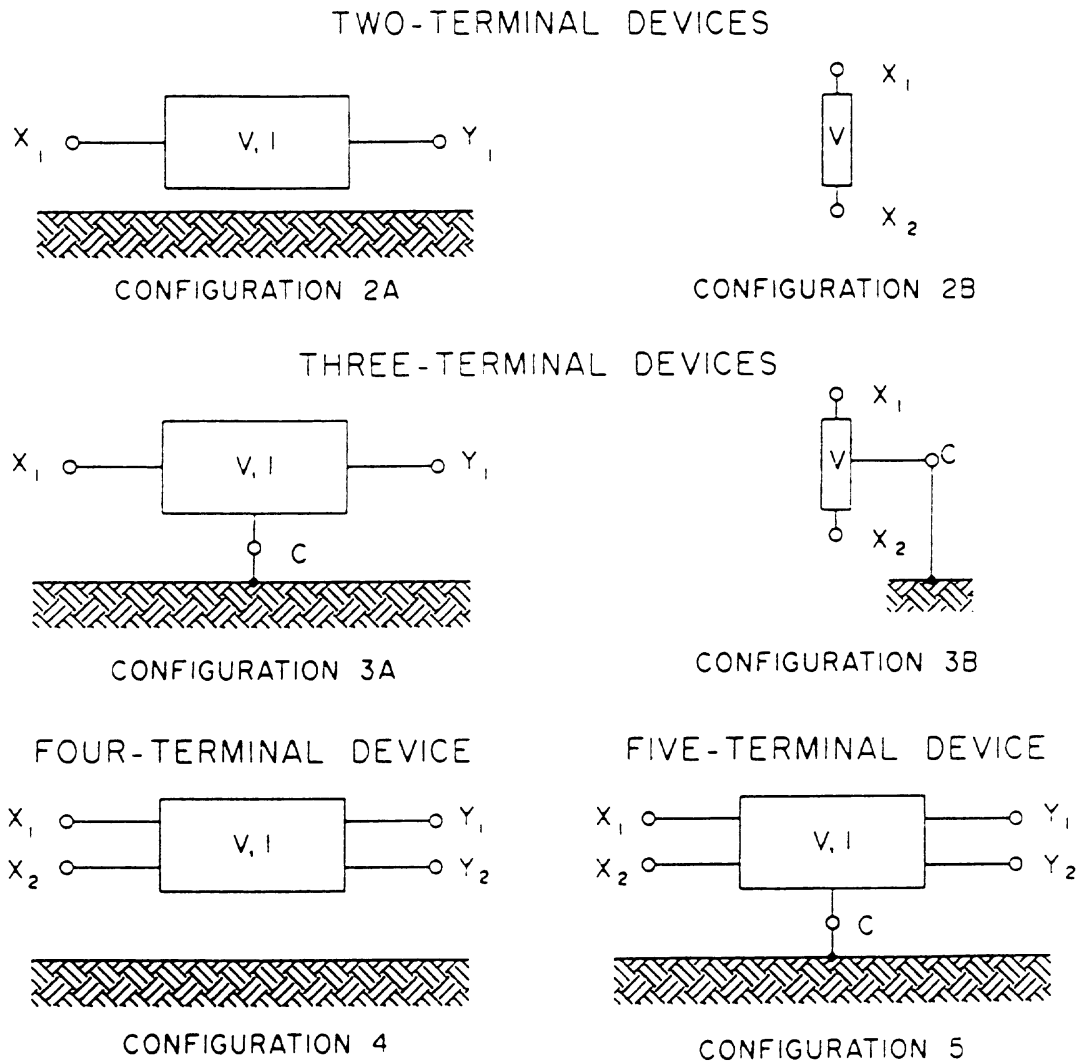 TWO-TERMINAL DEVICES
X₁ V, I Y₁
CONFIGURATION 2A
X₁
V
X₂
CONFIGURATION 2B
THREE-TERMINAL DEVICES
X₁ V, I Y₁
C
CONFIGURATION 3A
X₁
V C
X₂
CONFIGURATION 3B
FOUR-TERMINAL DEVICE
X₁ Y₁
V, I
X₂ Y₂
CONFIGURATION 4
FIVE-TERMINAL DEVICE
X₁ Y₁
V, I
X₂ Y₂
C
CONFIGURATION 5